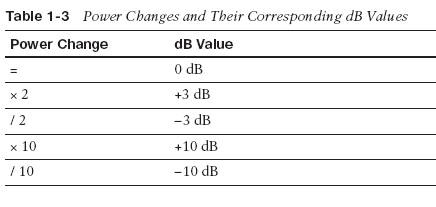 Table 1-3 Power Changes and Their Corresponding dB Values
Power Change dB Value
= 0 dB
× 2 +3 dB
/ 2 −3 dB
× 10 +10 dB
/ 10 −10 dB